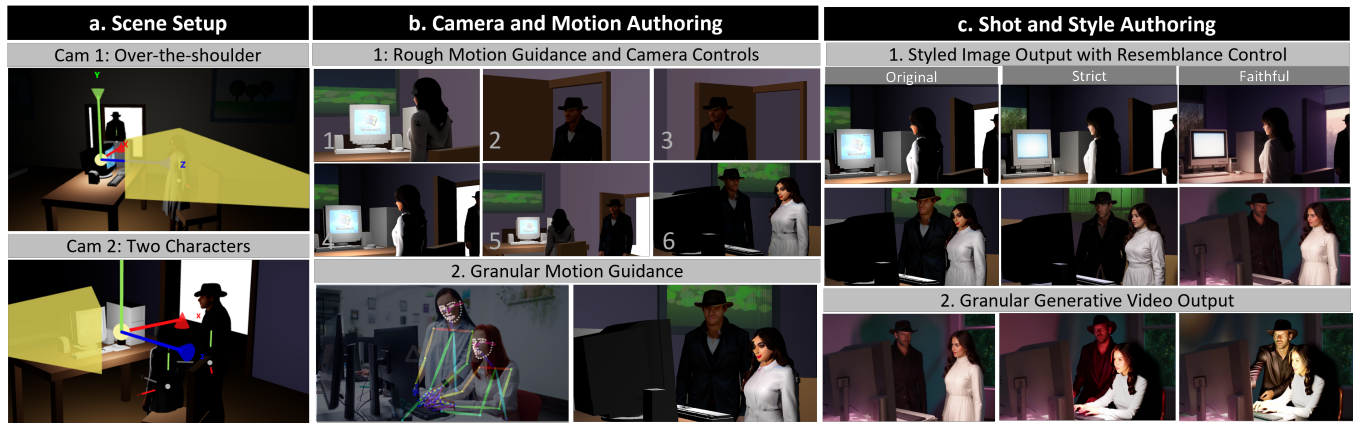 a. Scene Setup
Cam 1: Over-the-shoulder
Y
X
Z
Cam 2: Two Characters
X
b. Camera and Motion Authoring
1: Rough Motion Guidance and Camera Controls
1
2
3
4
5
6
2. Granular Motion Guidance
c. Shot and Style Authoring
1. Styled Image Output with Resemblance Control
Original
Strict
Faithful
2. Granular Generative Video Output